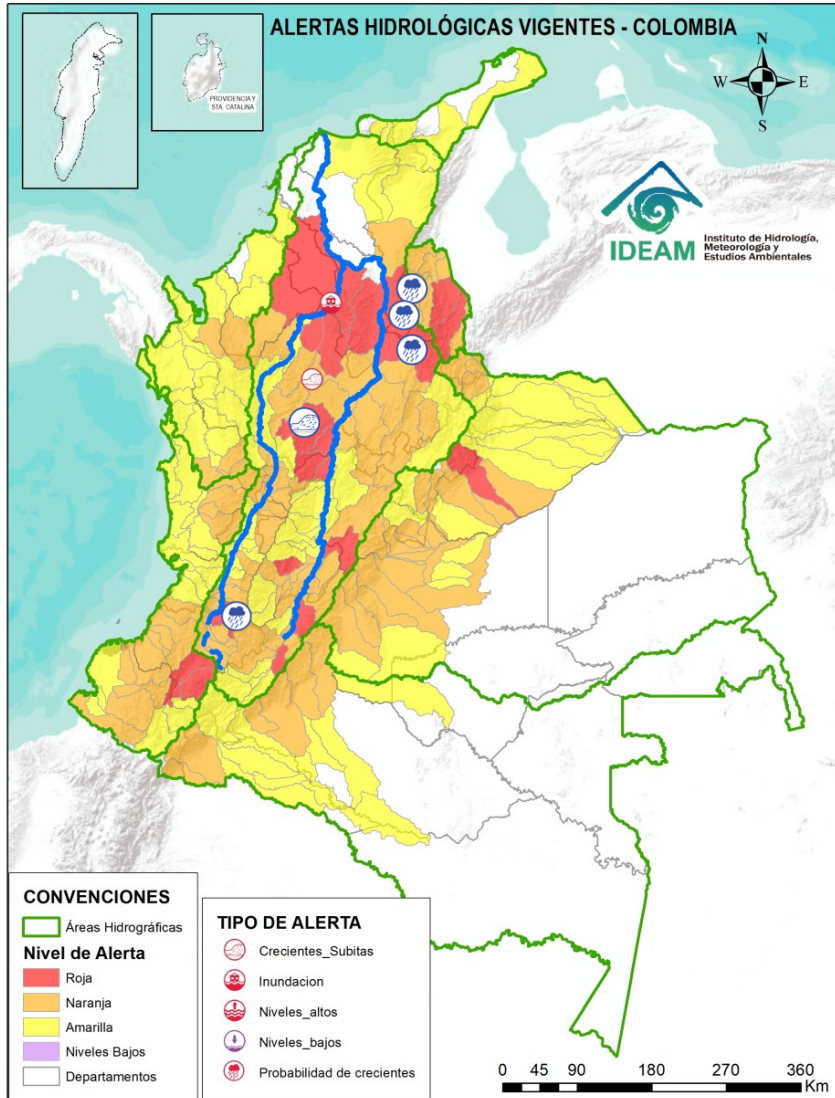 ALERTAS HIDROLÓGICAS VIGENTES - COLOMBIA
PROVIDENCIA Y
STA. CATALINA
N
W
E
S
IDEAM
Instituto de Hidrología,
Meteorología y
Estudios Ambientales
CONVENCIONES
Áreas Hidrográficas
Nivel de Alerta
Roja
Naranja
Amarilla
Niveles Bajos
Departamentos
TIPO DE ALERTA
Crecientes_Subitas
Inundacion
Niveles_altos
Niveles_bajos
Probabilidad de crecientes
0 45 90 180 270 360
Km